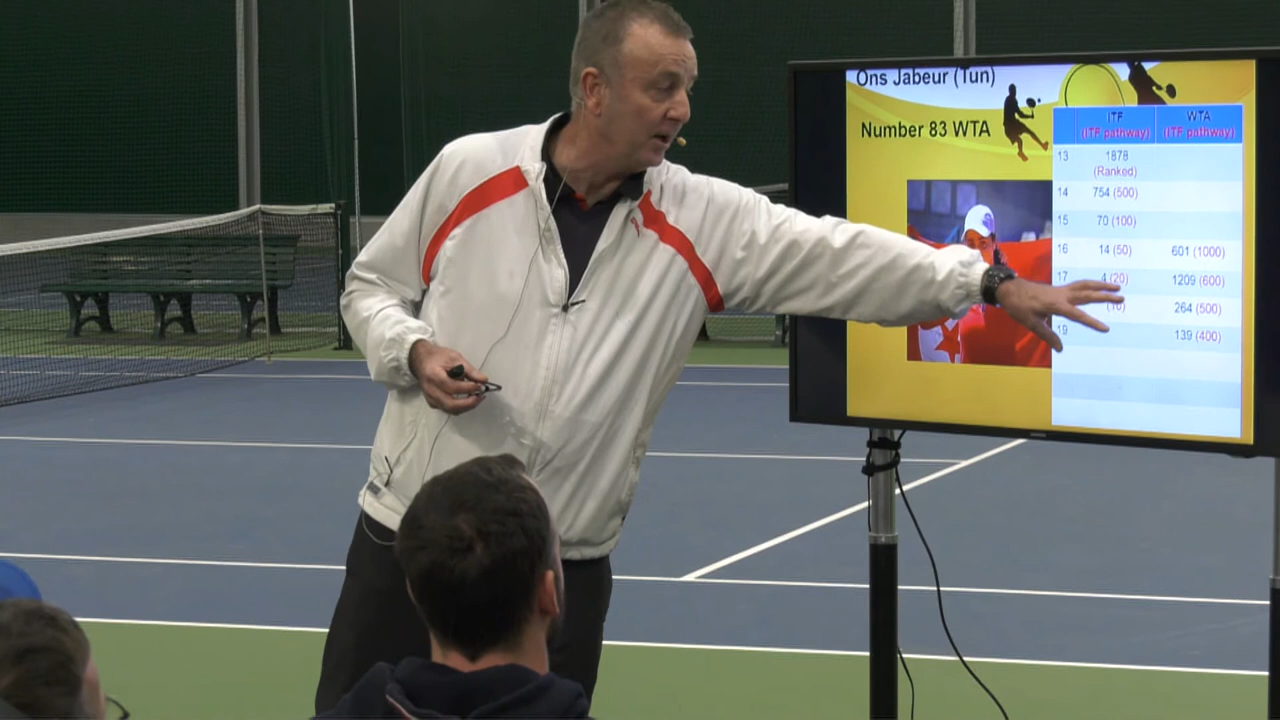 Ons Jabeur (Tun)
Number 83 WTA
ITF WTA
(ITF pathway) (ITF pathway)
13 1878
(Ranked)
14 754 (500)
15 70 (100)
16 14 (50) 601 (1000)
17 4 (20) 1209 (600)
(10) 264 (500)
19 139 (400)